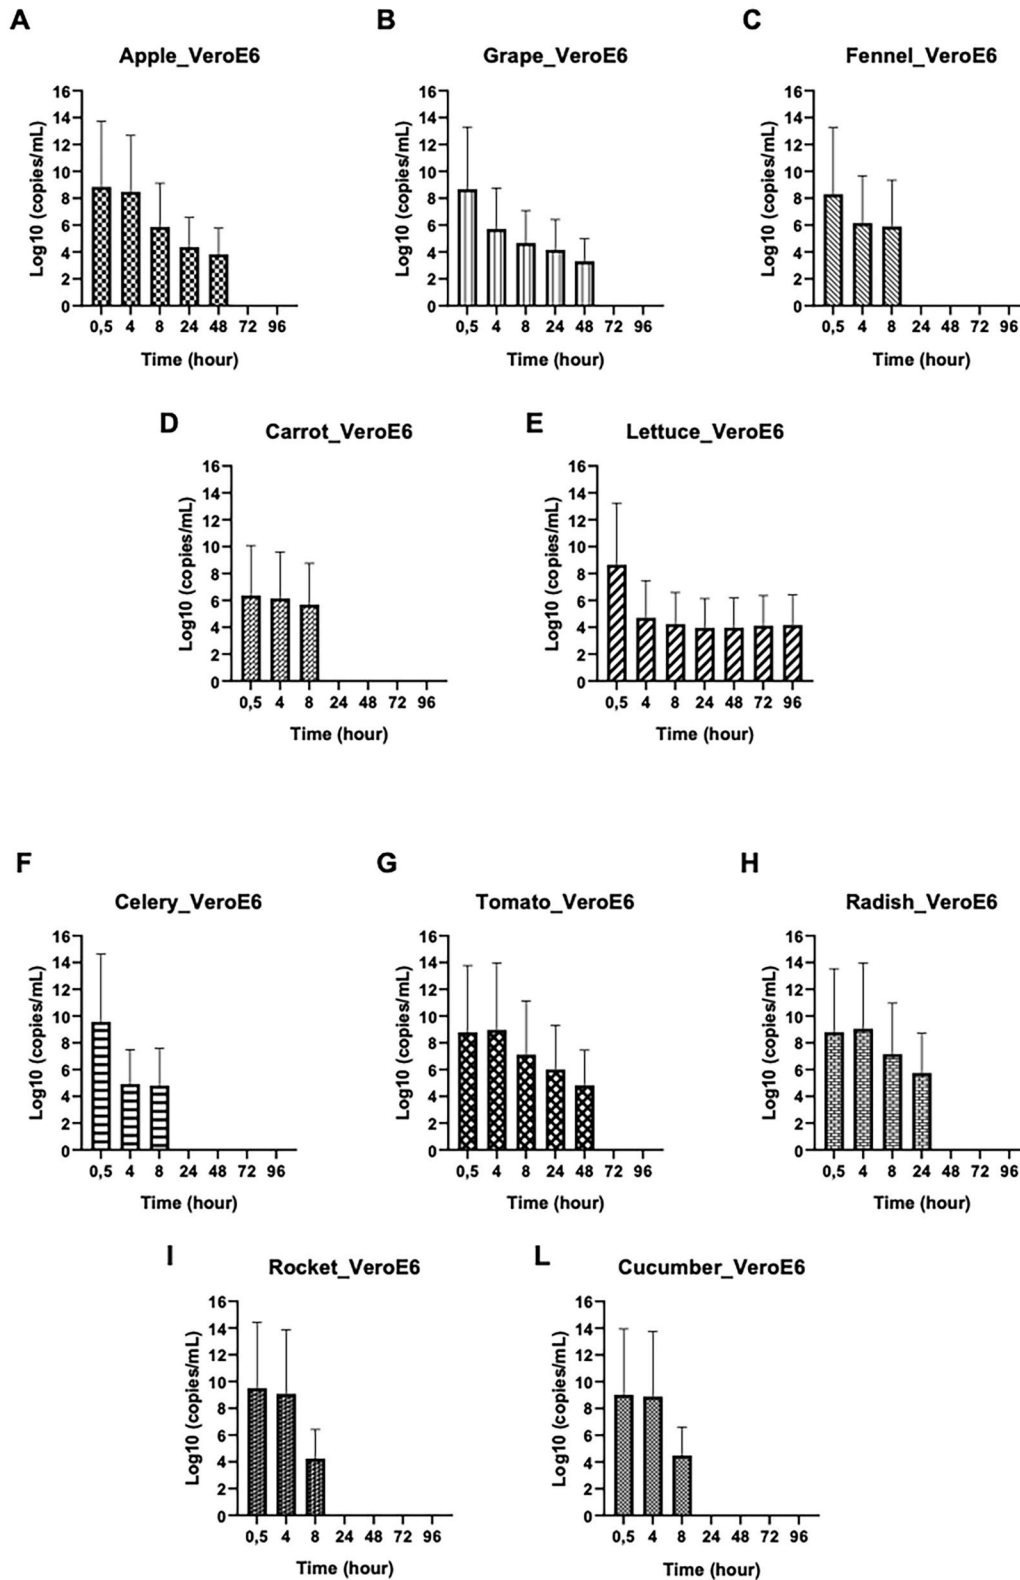 A
Apple_VeroE6
Log10 (copies/mL)
16
14
12
10
8
6
4
2
0
0,5 4 8 24 48 72 96
Time (hour)
B
Grape_VeroE6
Log10 (copies/mL)
16
14
12
10
8
6
4
2
0
0,5 4 8 24 48 72 96
Time (hour)
C
Fennel_VeroE6
Log10 (copies/mL)
16
14
12
10
8
6
4
2
0
0,5 4 8 24 48 72 96
Time (hour)
D
Carrot_VeroE6
Log10 (copies/mL)
16
14
12
10
8
6
4
2
0
0,5 4 8 24 48 72 96
Time (hour)
E
Lettuce_VeroE6
Log10 (copies/mL)
16
14
12
10
8
6
4
2
0
0,5 4 8 24 48 72 96
Time (hour)
F
Celery_VeroE6
Log10 (copies/mL)
16
14
12
10
8
6
4
2
0
0,5 4 8 24 48 72 96
Time (hour)
G
Tomato_VeroE6
Log10 (copies/mL)
16
14
12
10
8
6
4
2
0
0,5 4 8 24 48 72 96
Time (hour)
H
Radish_VeroE6
Log10 (copies/mL)
16
14
12
10
8
6
4
2
0
0,5 4 8 24 48 72 96
Time (hour)
I
Rocket_VeroE6
Log10 (copies/mL)
16
14
12
10
8
6
4
2
0
0,5 4 8 24 48 72 96
Time (hour)
L
Cucumber_VeroE6
Log10 (copies/mL)
16
14
12
10
8
6
4
2
0
0,5 4 8 24 48 72 96
Time (hour)